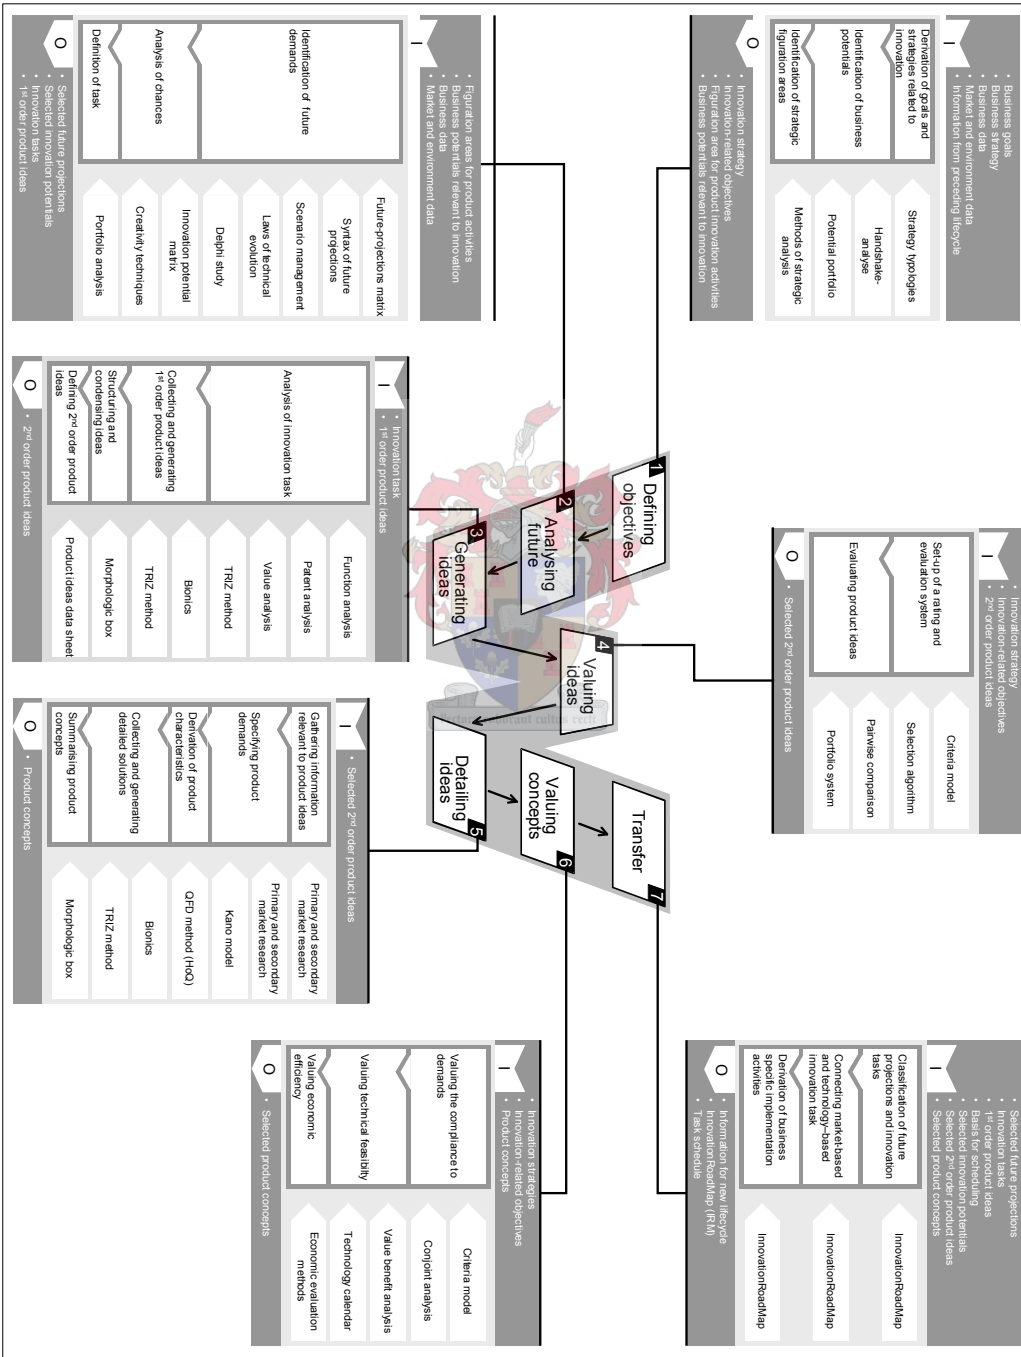 1
Defining
objectives
2
Analysing
future
3
Generating
ideas
4
Valuing
ideas
5
Detailing
ideas
6
Valuing
concepts
7
Transfer
I
• Business goals
• Business strategy
• Business data
• Market and environment data
• Information from preceding lifecycle
Derivation of goals and
strategies related to
innovation
Identification of business
potentials
Identification of strategic
figuration areas
Strategy typologies
Handshake-
analyse
Potential portfolio
Methods of strategic
analysis
O
• Innovation strategy
• Innovation-related objectives
• Figuration area for product innovation activities
• Business potentials relevant to innovation
I
• Figuration areas for product activities
• Business potentials relevant to innovation
• Business data
• Market and environment data
Identification of future
demands
Analysis of chances
Definition of task
Future-projections matrix
Syntax of future
projections
Scenario management
Laws of technical
evolution
Delphi study
Innovation potential
matrix
Creativity techniques
Portfolio analysis
O
• Selected future projections
• Selected innovation potentials
• Innovation tasks
• 1st order product ideas
I
• Innovation task
• 1st order product ideas
Analysis of innovation task
Collecting and generating
1st order product ideas
Structuring and
condensing ideas
Defining 2nd order product
ideas
Function analysis
Patent analysis
Value analysis
TRIZ method
Bionics
TRIZ method
Morphologic box
Product ideas data sheet
O
• 2nd order product ideas
I
• Innovation strategy
• Innovation-related objectives
• 2nd order product ideas
Set-up of a rating and
evaluation system
Evaluating product ideas
Criteria model
Selection algorithm
Pairwise comparison
Portfolio system
O
• Selected 2nd order product ideas
I
• Selected 2nd order product ideas
Gathering information
relevant to product ideas
Specifying product
demands
Derivation of product
characteristics
Collecting and generating
detailed solutions
Summarising product
concepts
Primary and secondary
market research
Primary and secondary
market research
Kano model
QFD method (HoQ)
Bionics
TRIZ method
Morphologic box
O
• Product concepts
I
• Innovation strategies
• Innovation-related objectives
• Product concepts
Valuing the compliance to
demands
Valuing technical feasibilty
Valuing economic
efficiency
Criteria model
Conjoint analysis
Value benefit analysis
Technology calendar
Economic evaluation
methods
O
• Selected product concepts
I
• Selected future projections
• Innovation tasks
• 1st order product ideas
• Basis for scheduling
• Selected innovation potentials
• Selected 2nd order product ideas
• Selected product concepts
Classification of future
projections and innovation
tasks
Connecting market-based
and technology–based
innovation task
Derivation of business
specific implementation
activities
InnovationRoadMap
InnovationRoadMap
InnovationRoadMap
O
• Information for new lifecycle
• InnovationRoadMap (IRM)
• Task schedule
cultus recti